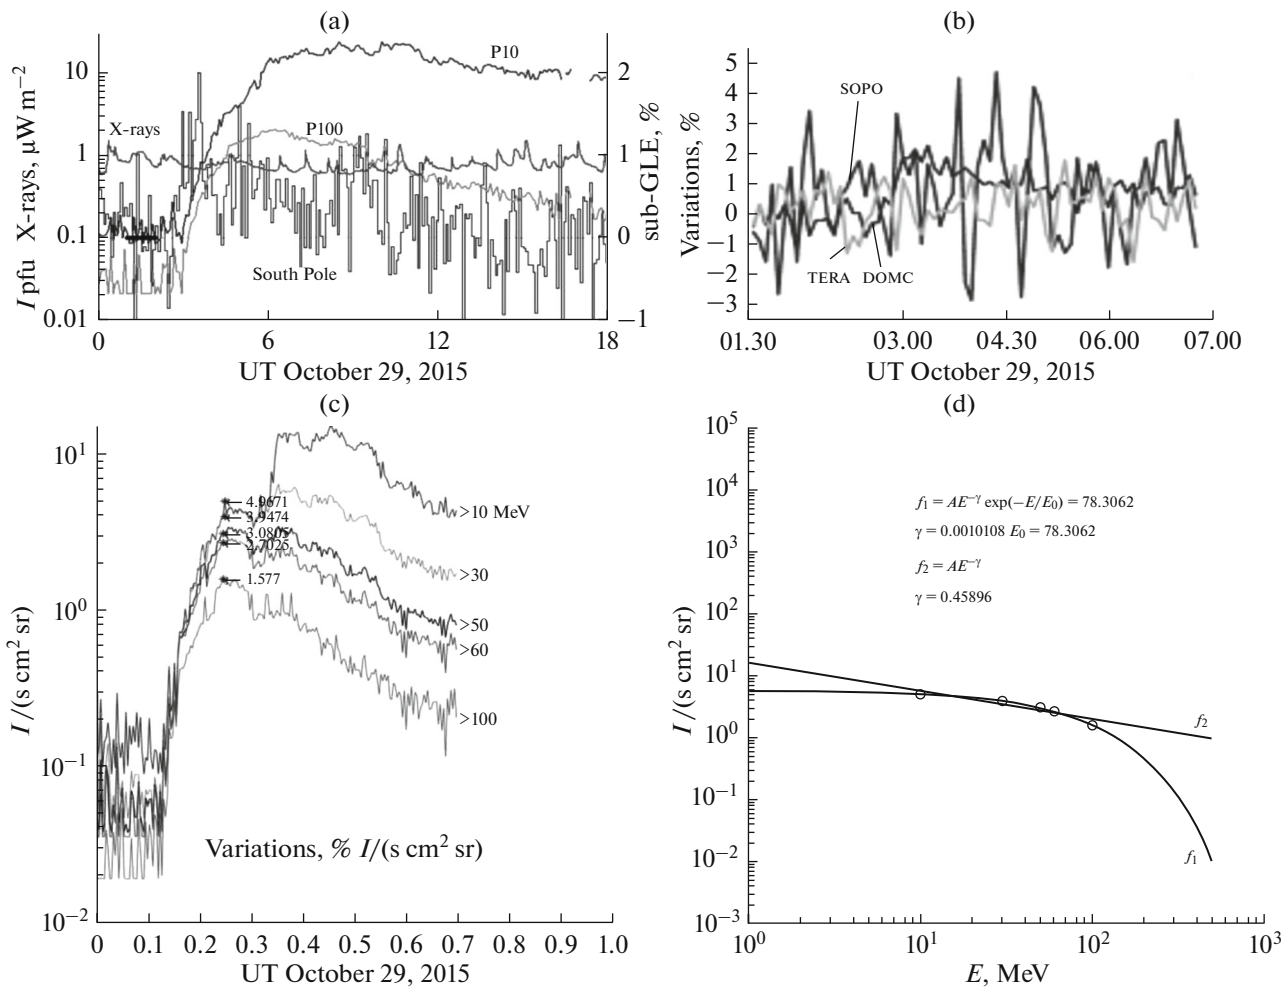 (a)
I pfu X-rays, μW m⁻²
10
1
0.1
0.01
P10
X-rays
P100
South Pole
2
1
0
−1
sub-GLE, %
0 6 12 18
UT October 29, 2015
(b)
Variations, %
5
4
3
2
1
0
−1
−2
−3
SOPO
TERA DOMC
01.30 03.00 04.30 06.00 07.00
UT October 29, 2015
(c)
I /(s cm² sr)
10¹
10⁰
10⁻¹
10⁻²
4.9671
3.9474
3.0805
2.7025
1.577
>10 MeV
>30
>50
>60
>100
Variations, % I/(s cm² sr)
0 0.1 0.2 0.3 0.4 0.5 0.6 0.7 0.8 0.9 1.0
UT October 29, 2015
(d)
I /(s cm² sr)
10⁵
10⁴
10³
10²
10¹
10⁰
10⁻¹
10⁻²
10⁻³
f₁ = AE⁻ᵞ exp(−E/E₀) = 78.3062
γ = 0.0010108 E₀ = 78.3062
f₂ = AE⁻ᵞ
γ = 0.45896
f₂
f₁
10⁰ 10¹ 10² 10³
E, MeV